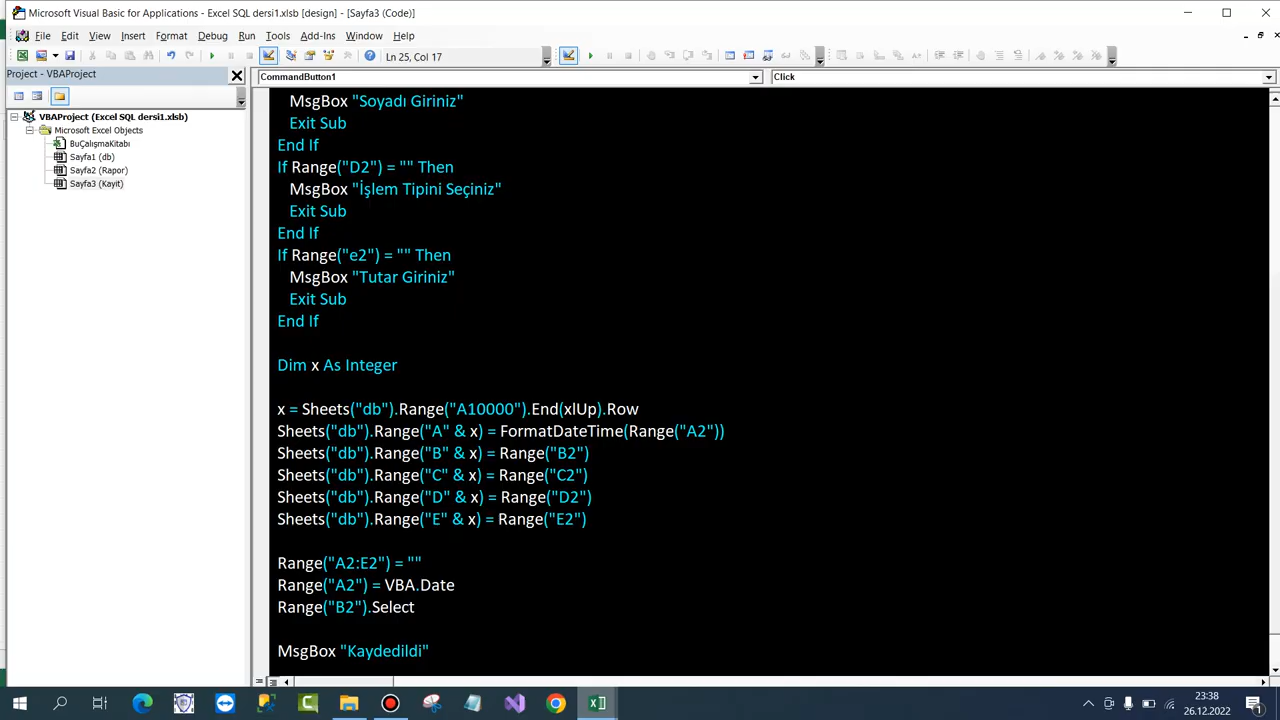 Microsoft Visual Basic for Applications - Excel SQL dersi1.xlsb [design] - [Sayfa3 (Code)]
File Edit View Insert Format Debug Run Tools Add-Ins Window Help
Ln 25, Col 17
Project - VBAProject
CommandButton1
Click
VBAProject (Excel SQL dersi1.xlsb)
Microsoft Excel Objects
BuÇalışmaKitabı
Sayfa1 (db)
Sayfa2 (Rapor)
Sayfa3 (Kayit)
MsgBox "Soyadı Giriniz"
Exit Sub
End If
If Range("D2") = "" Then
MsgBox "İşlem Tipini Seçiniz"
Exit Sub
End If
If Range("e2") = "" Then
MsgBox "Tutar Giriniz"
Exit Sub
End If
Dim x As Integer
x = Sheets("db").Range("A10000").End(xlUp).Row
Sheets("db").Range("A" & x) = FormatDateTime(Range("A2"))
Sheets("db").Range("B" & x) = Range("B2")
Sheets("db").Range("C" & x) = Range("C2")
Sheets("db").Range("D" & x) = Range("D2")
Sheets("db").Range("E" & x) = Range("E2")
Range("A2:E2") = ""
Range("A2") = VBA.Date
Range("B2").Select
MsgBox "Kaydedildi"
23:38
26.12.2022